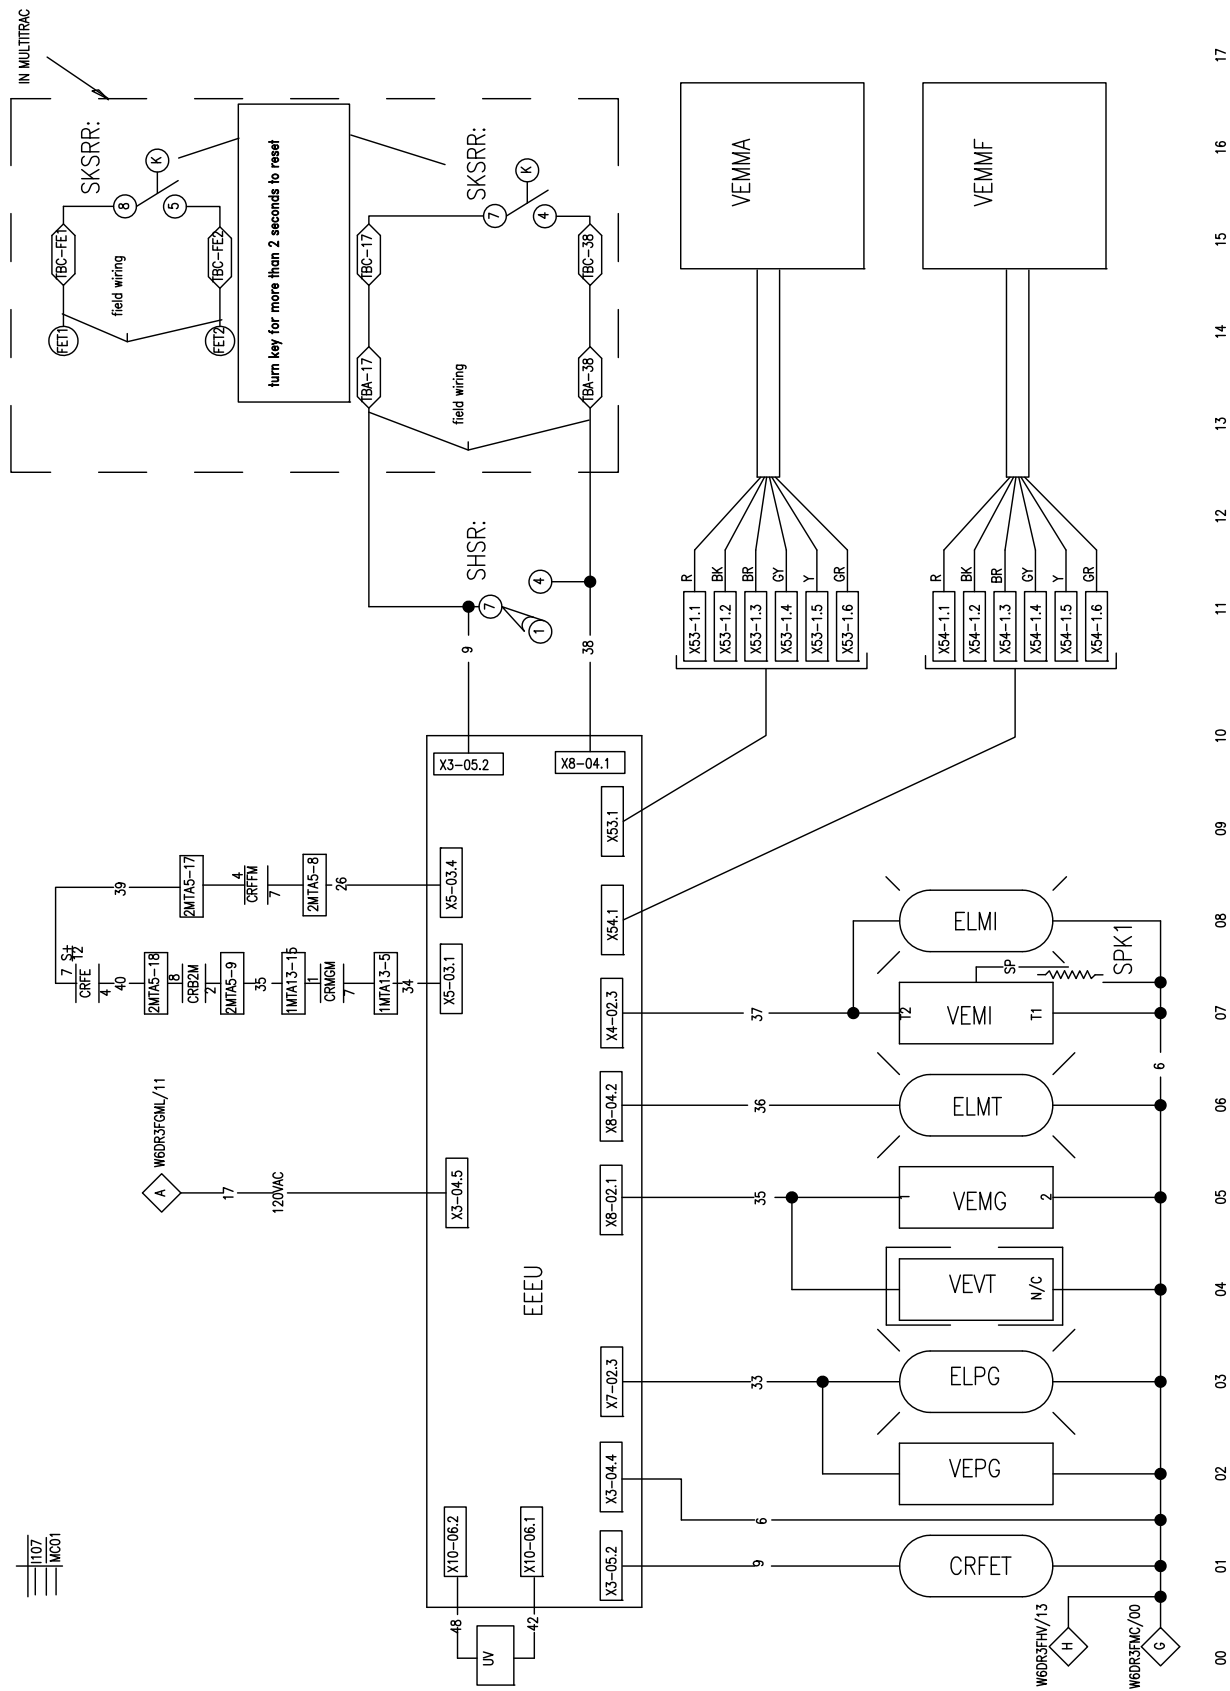 IN MULTITRAC
SKSRR:
K
8
5
TBC-FE1
TBC-FE2
field wiring
FET1
FET2
turn key for more than 2 seconds to reset
SKSRR:
K
7
4
TBC-17
TBC-38
TBA-17
TBA-38
field wiring
SHSR:
7
1
4
9
38
VEMMA
R
BK
BR
GY
Y
GR
X53-1.1
X53-1.2
X53-1.3
X53-1.4
X53-1.5
X53-1.6
VEMMF
R
BK
BR
GY
Y
GR
X54-1.1
X54-1.2
X54-1.3
X54-1.4
X54-1.5
X54-1.6
39
2MTA5-17
4
CRFFM
7
2MTA5-8
26
X5-03.4
7
12
CRFE
4
40
2MTA5-18
8
CRB2M
2
2MTA5-9
35
1MTA13-15
1
CRMGM
7
1MTA13-5
34
X5-03.1
A
W6DR3FGML/11
17
120VAC
X3-04.5
EEEU
X3-05.2
X8-04.1
X53.1
X54.1
X4-02.3
X8-04.2
X8-02.1
X7-02.3
X3-04.4
X3-05.2
X10-06.2
X10-06.1
48
42
UV
I107
MC01
37
36
35
33
6
9
ELMI
SP
SPK1
T2
VEMI
T1
6
ELMT
1
VEMG
2
VEVT
N/C
ELPG
VEPG
CRFET
W6DR3FHV/13
H
W6DR3FMC/00
G
00
01
02
03
04
05
06
07
08
09
10
11
12
13
14
15
16
17